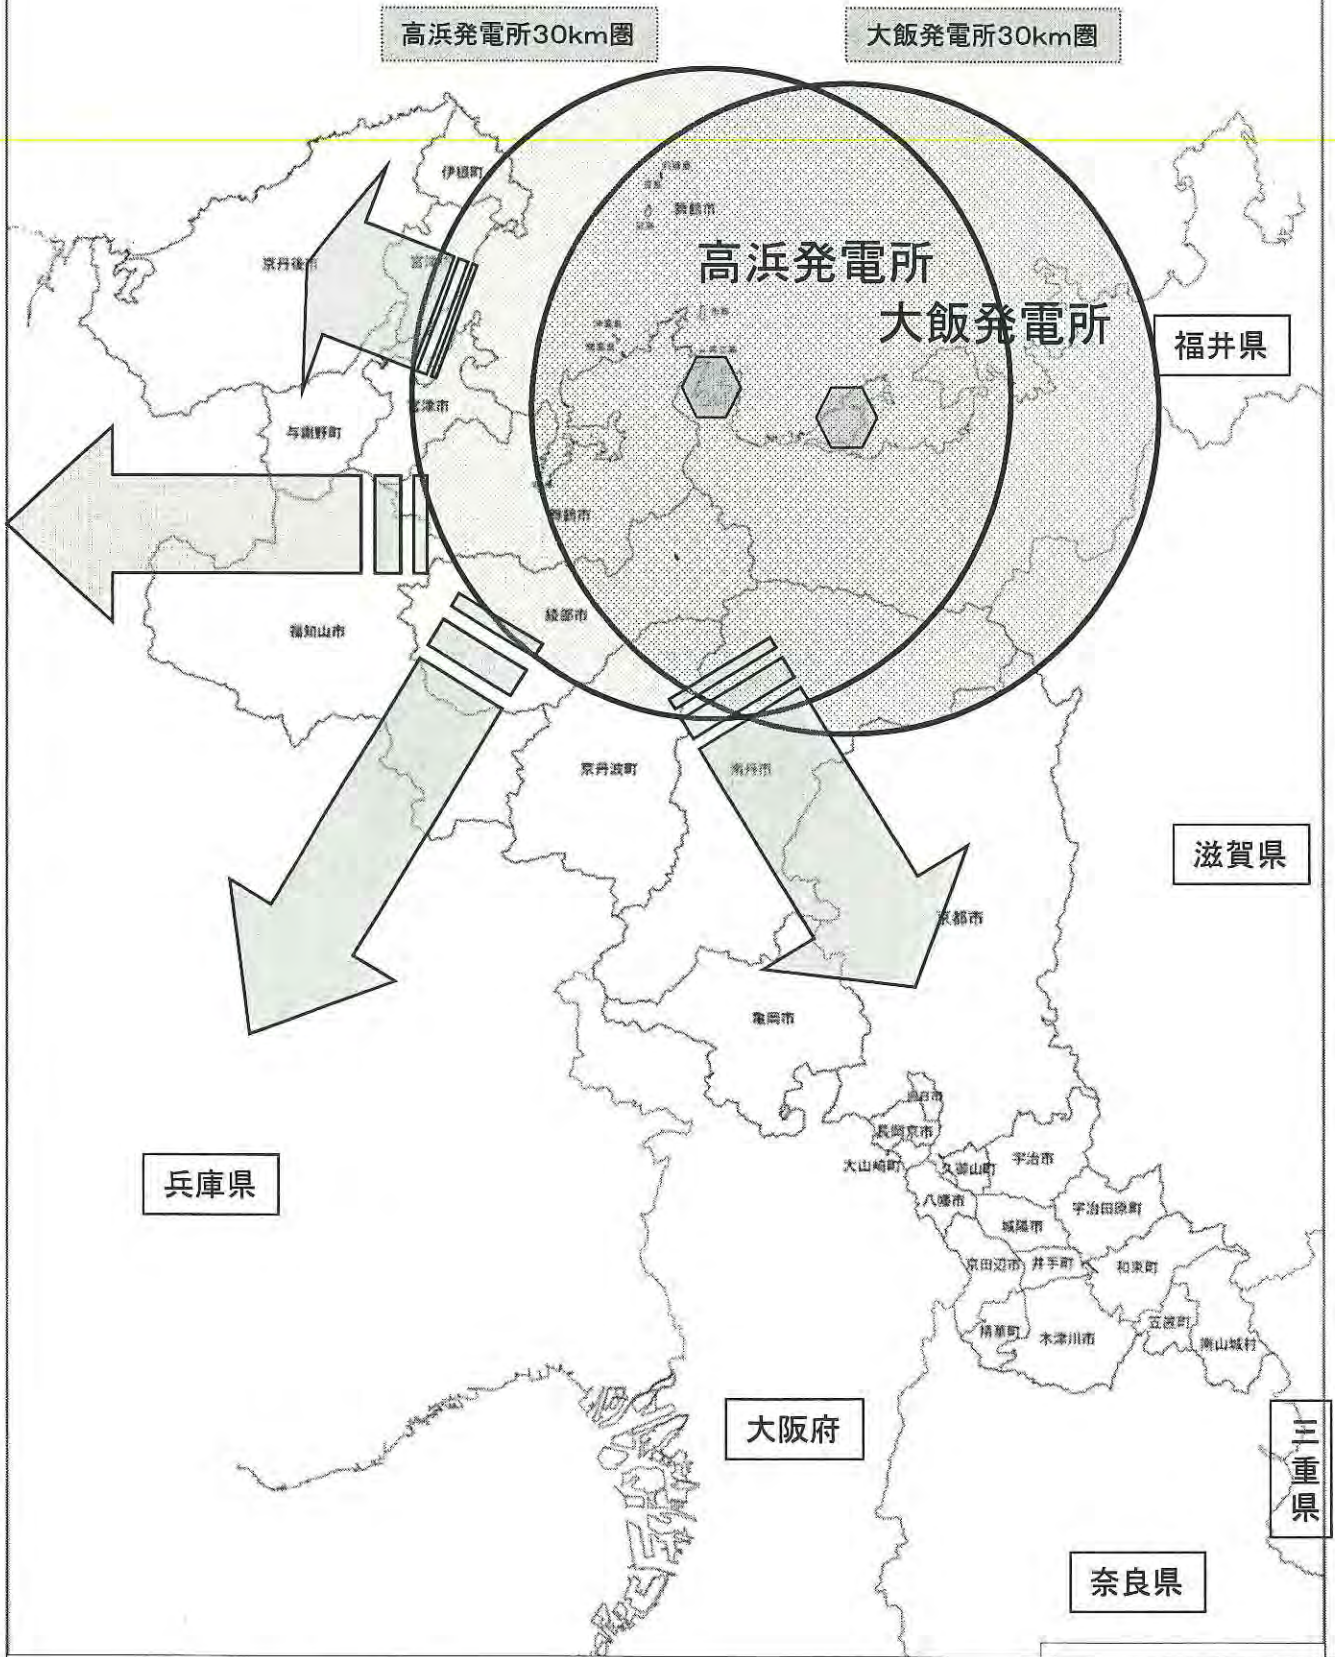 高浜発電所30km圏
大飯発電所30km圏
伊根町
舞鶴市
京丹後市
宮津
高浜発電所
大飯発電所
福井県
宮津市
与謝野町
舞鶴市
綾部市
福知山市
京丹波町
南丹市
滋賀県
京都市
亀岡市
向日市
長岡京市
大山崎町
久御山町
宇治市
兵庫県
八幡市
城陽市
宇治田原町
京田辺市
井手町
和束町
精華町
木津川市
笠置町
南山城村
大阪府
三重県
奈良県